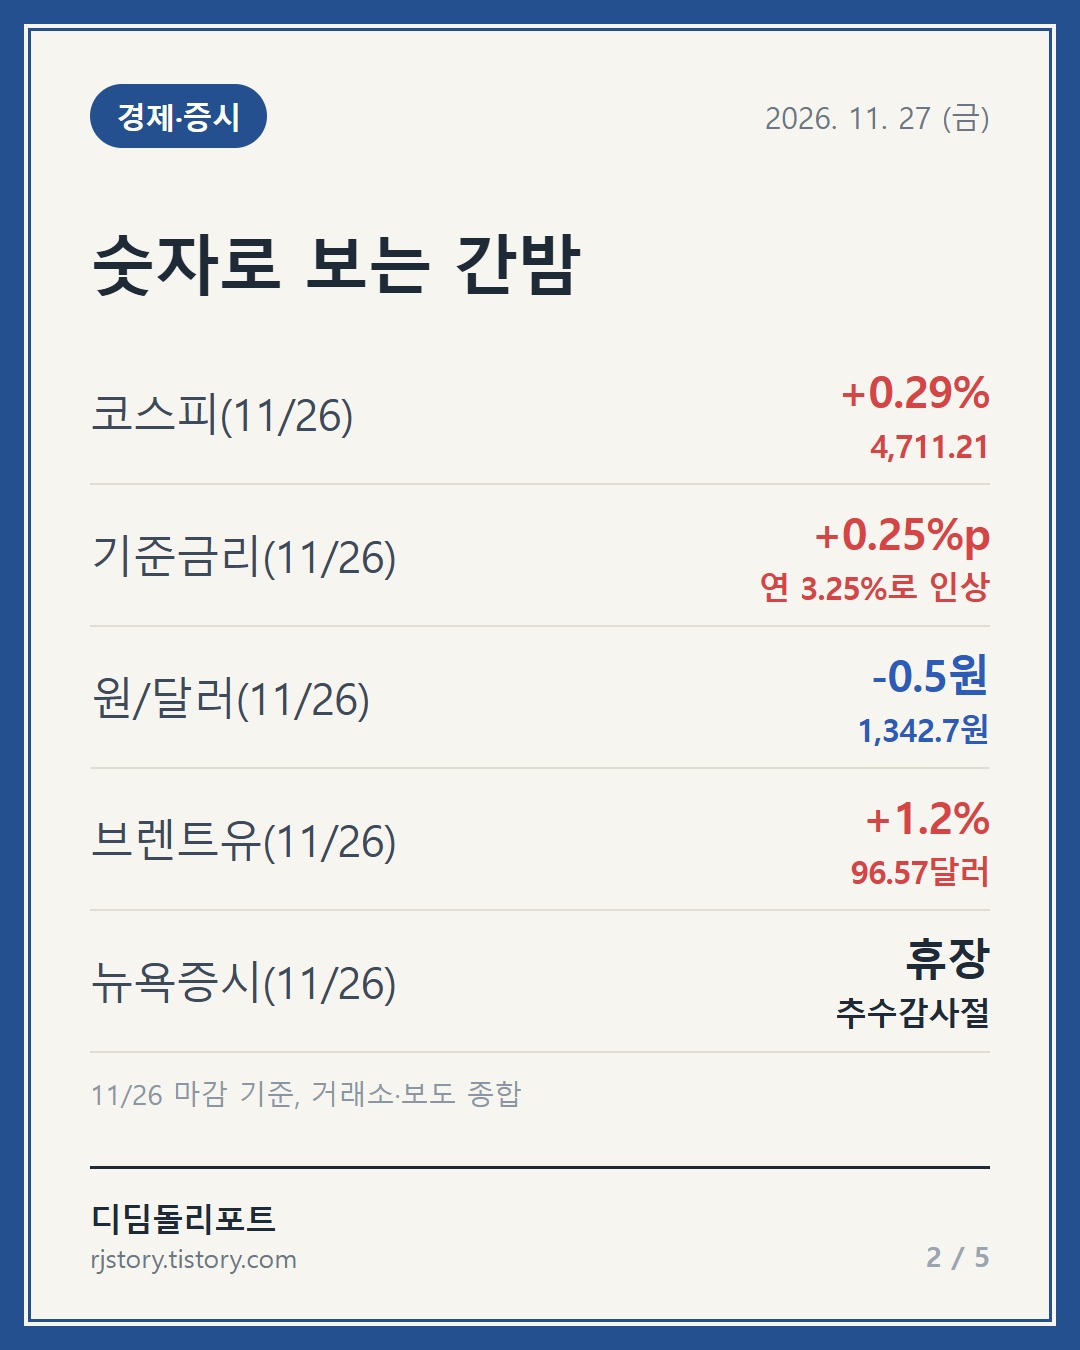 경제·증시
2026. 11. 27 (금)
숫자로 보는 간밤
코스피(11/26)
+0.29%
4,711.21
기준금리(11/26)
+0.25%p
연 3.25%로 인상
원/달러(11/26)
-0.5원
1,342.7원
브렌트유(11/26)
+1.2%
96.57달러
뉴욕증시(11/26)
휴장
추수감사절
11/26 마감 기준, 거래소·보도 종합
디딤돌리포트
rjstory.tistory.com
2 / 5